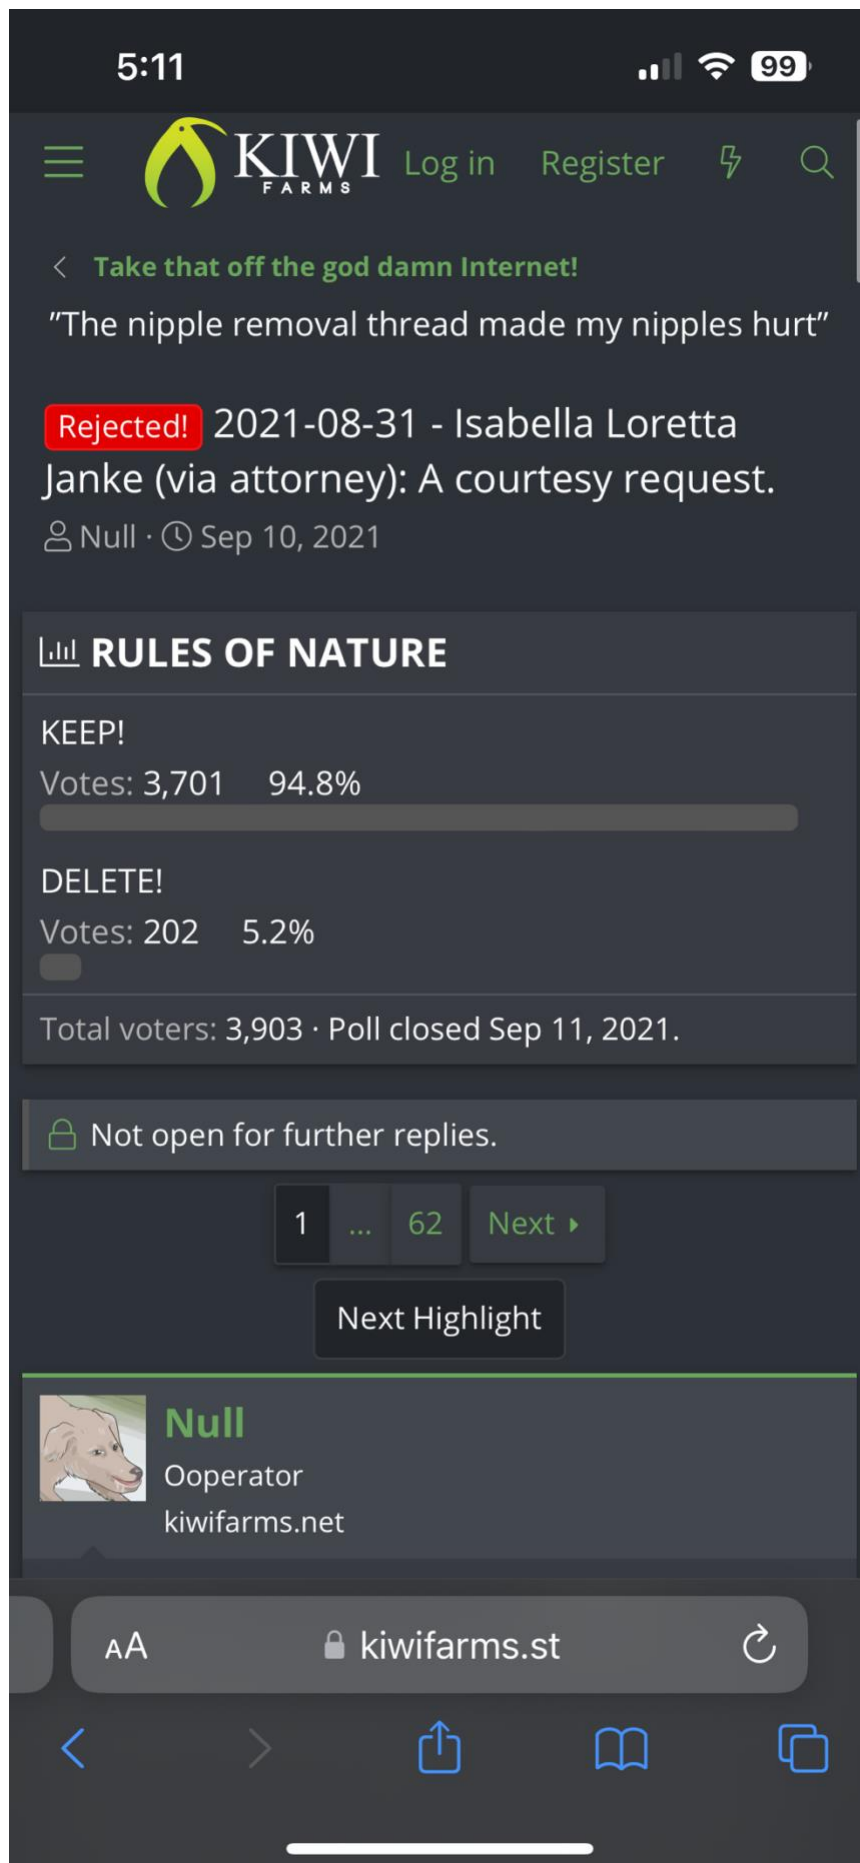 5:11
99
KIWI
FARMS
Log in
Register
Take that off the god damn Internet!
"The nipple removal thread made my nipples hurt"
Rejected! 2021-08-31 - Isabella Loretta
Janke (via attorney): A courtesy request.
Null · Sep 10, 2021
RULES OF NATURE
KEEP!
Votes: 3,701 94.8%
DELETE!
Votes: 202 5.2%
Total voters: 3,903 · Poll closed Sep 11, 2021.
Not open for further replies.
1 ... 62 Next
Next Highlight
Null
Ooperator
kiwifarms.net
AA kiwifarms.st